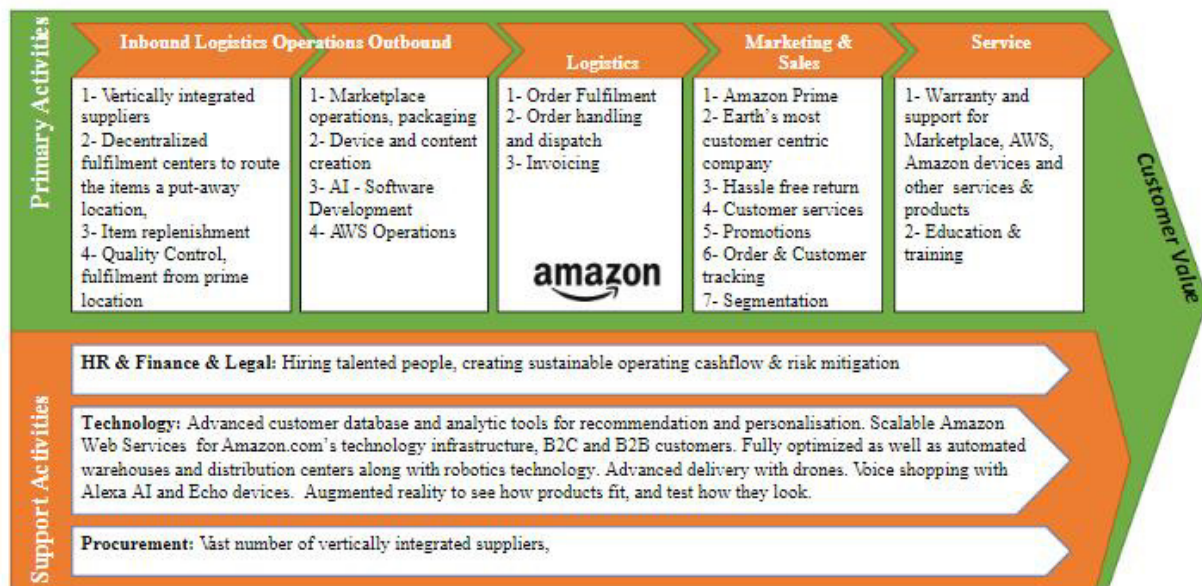 Primary Activities
Inbound Logistics Operations Outbound
Logistics
Marketing &
Sales
Service
1- Vertically integrated
suppliers
2- Decentralized
fulfilment centers to route
the items a put-away
location,
3- Item replenishment
4- Quality Control,
fulfilment from prime
location
1- Marketplace
operations, packaging
2- Device and content
creation
3- AI - Software
Development
4- AWS Operations
1- Order Fulfilment
2- Order handling
and dispatch
3- Invoicing
amazon
1- Amazon Prime
2- Earth's most
customer centric
company
3- Hassle free return
4- Customer services
5- Promotions
6- Order & Customer
tracking
7- Segmentation
1- Warranty and
support for
Marketplace, AWS,
Amazon devices and
other services &
products
2- Education &
training
Customer Value
Support Activities
HR & Finance & Legal: Hiring talented people, creating sustainable operating cashflow & risk mitigation
Technology: Advanced customer database and analytic tools for recommendation and personalisation. Scalable Amazon
Web Services for Amazon.com's technology infrastructure, B2C and B2B customers. Fully optimized as well as automated
warehouses and distribution centers along with robotics technology. Advanced delivery with drones. Voice shopping with
Alexa AI and Echo devices. Augmented reality to see how products fit, and test how they look.
Procurement: Vast number of vertically integrated suppliers,